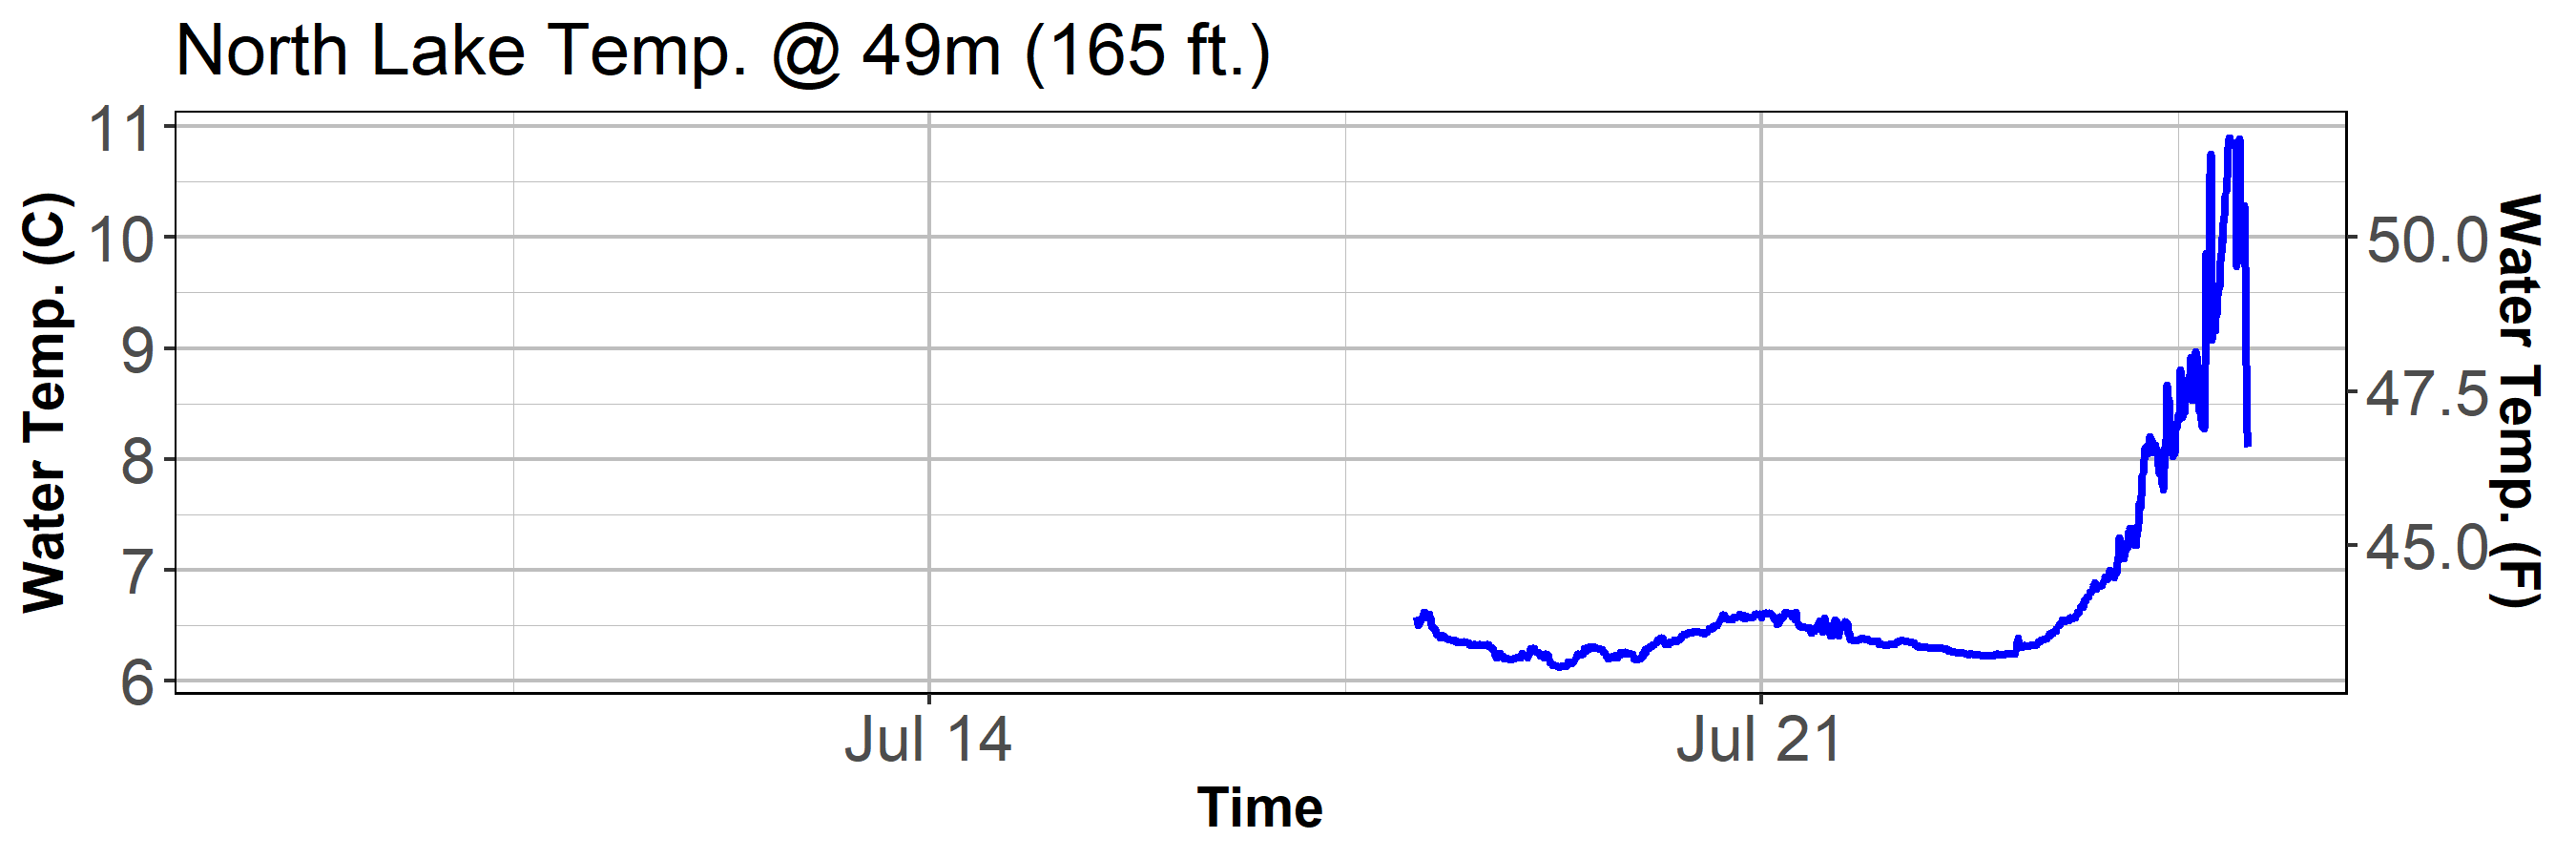 North Lake Temp. @ 49m (165 ft.)
Water Temp. (C)
11
10
9
8
7
6
50.0
47.5
45.0
Water Temp. (F)
Jul 14
Jul 21
Time